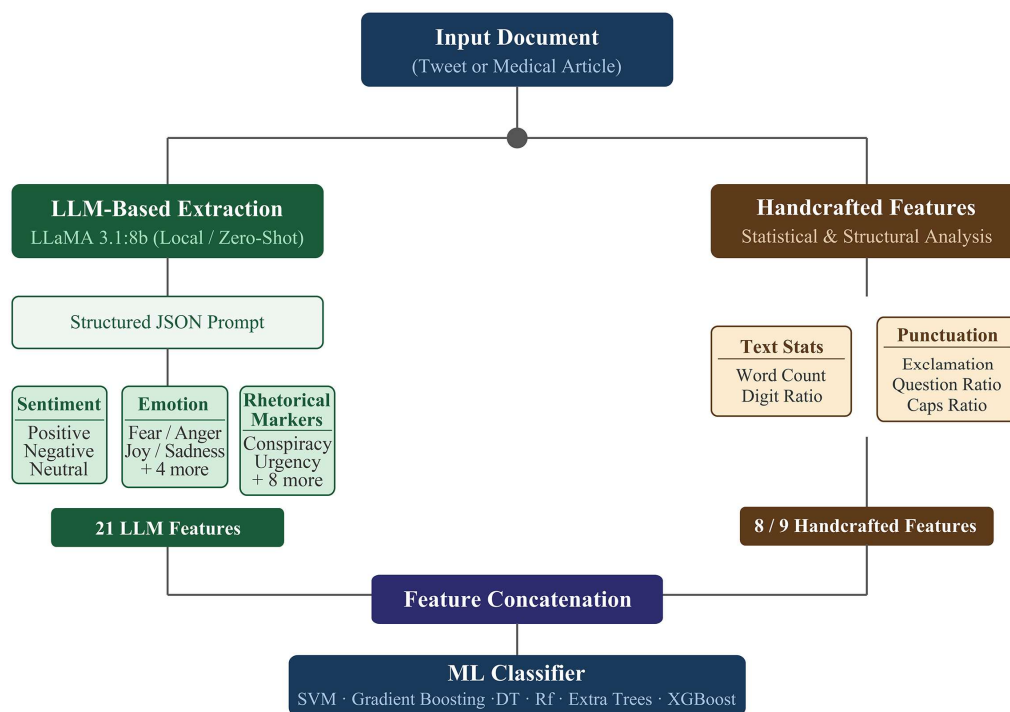 Input Document
(Tweet or Medical Article)
LLM-Based Extraction
LLaMA 3.1:8b (Local / Zero-Shot)
Handcrafted Features
Statistical & Structural Analysis
Structured JSON Prompt
Text Stats
Word Count
Digit Ratio
Punctuation
Exclamation
Question Ratio
Caps Ratio
Sentiment
Positive
Negative
Neutral
Emotion
Fear / Anger
Joy / Sadness
+ 4 more
Rhetorical
Markers
Conspiracy
Urgency
+ 8 more
21 LLM Features
8 / 9 Handcrafted Features
Feature Concatenation
ML Classifier
SVM · Gradient Boosting ·DT · Rf · Extra Trees · XGBoost